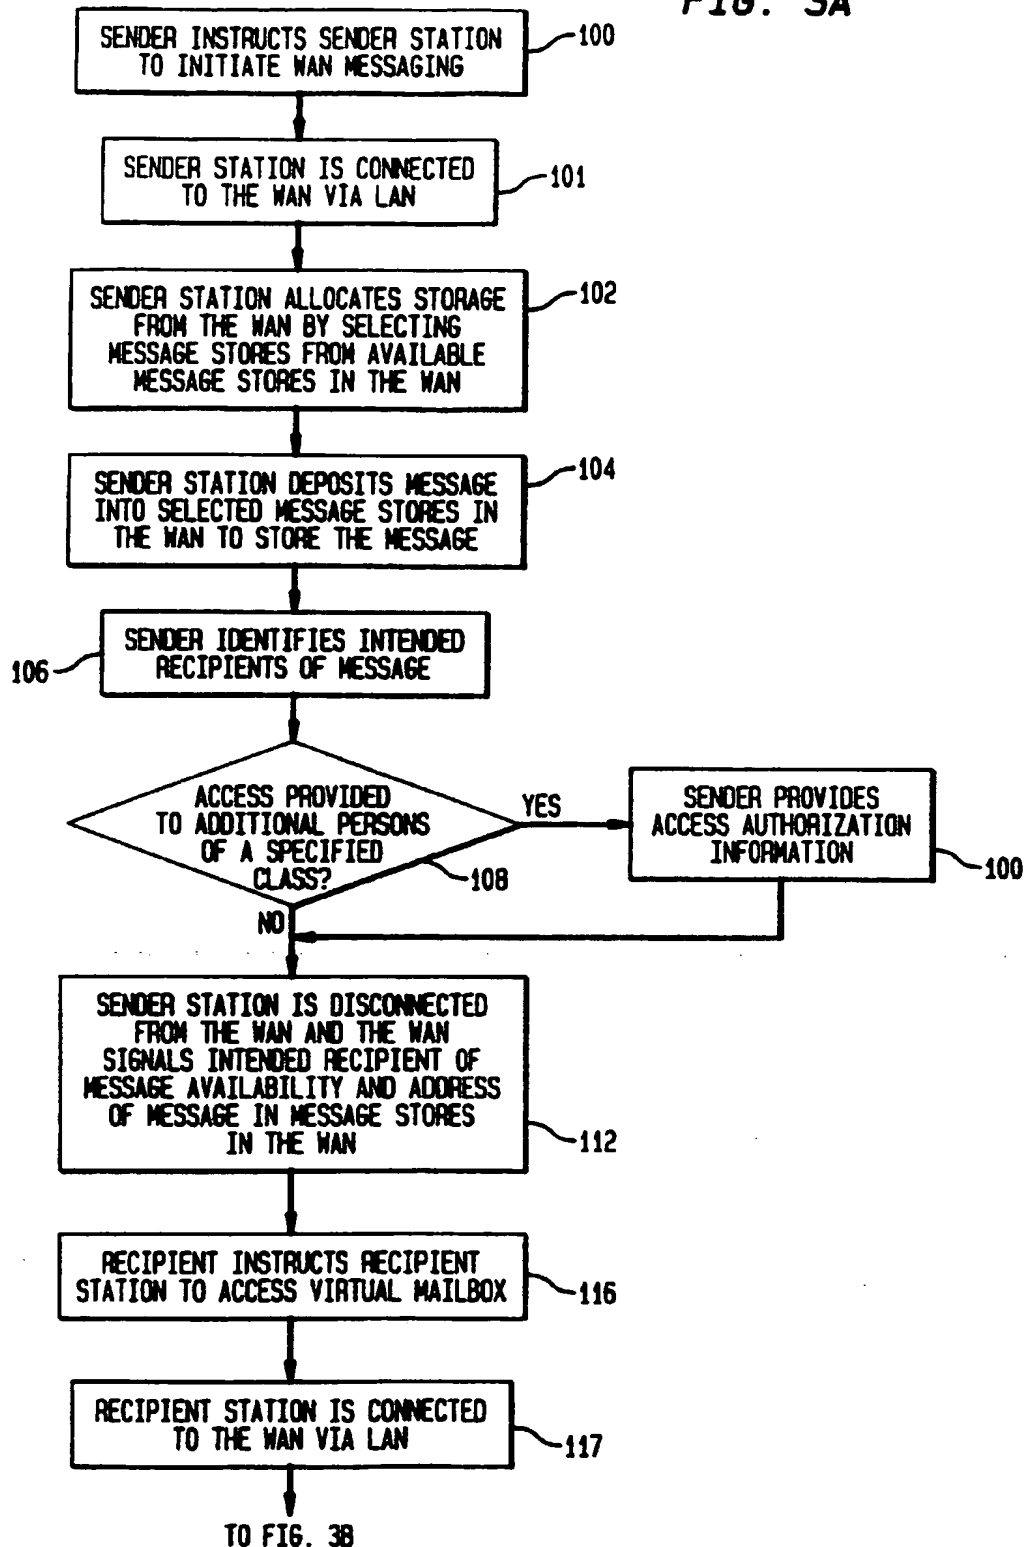 FIG. 3A
SENDER INSTRUCTS SENDER STATION
TO INITIATE WAN MESSAGING
100
SENDER STATION IS CONNECTED
TO THE WAN VIA LAN
101
SENDER STATION ALLOCATES STORAGE
FROM THE WAN BY SELECTING
MESSAGE STORES FROM AVAILABLE
MESSAGE STORES IN THE WAN
102
SENDER STATION DEPOSITS MESSAGE
INTO SELECTED MESSAGE STORES IN
THE WAN TO STORE THE MESSAGE
104
SENDER IDENTIFIES INTENDED
RECIPIENTS OF MESSAGE
106
ACCESS PROVIDED
TO ADDITIONAL PERSONS
OF A SPECIFIED
CLASS?
108
YES
SENDER PROVIDES
ACCESS AUTHORIZATION
INFORMATION
100
NO
SENDER STATION IS DISCONNECTED
FROM THE WAN AND THE WAN
SIGNALS INTENDED RECIPIENT OF
MESSAGE AVAILABILITY AND ADDRESS
OF MESSAGE IN MESSAGE STORES
IN THE WAN
112
RECIPIENT INSTRUCTS RECIPIENT
STATION TO ACCESS VIRTUAL MAILBOX
116
RECIPIENT STATION IS CONNECTED
TO THE WAN VIA LAN
117
TO FIG. 3B